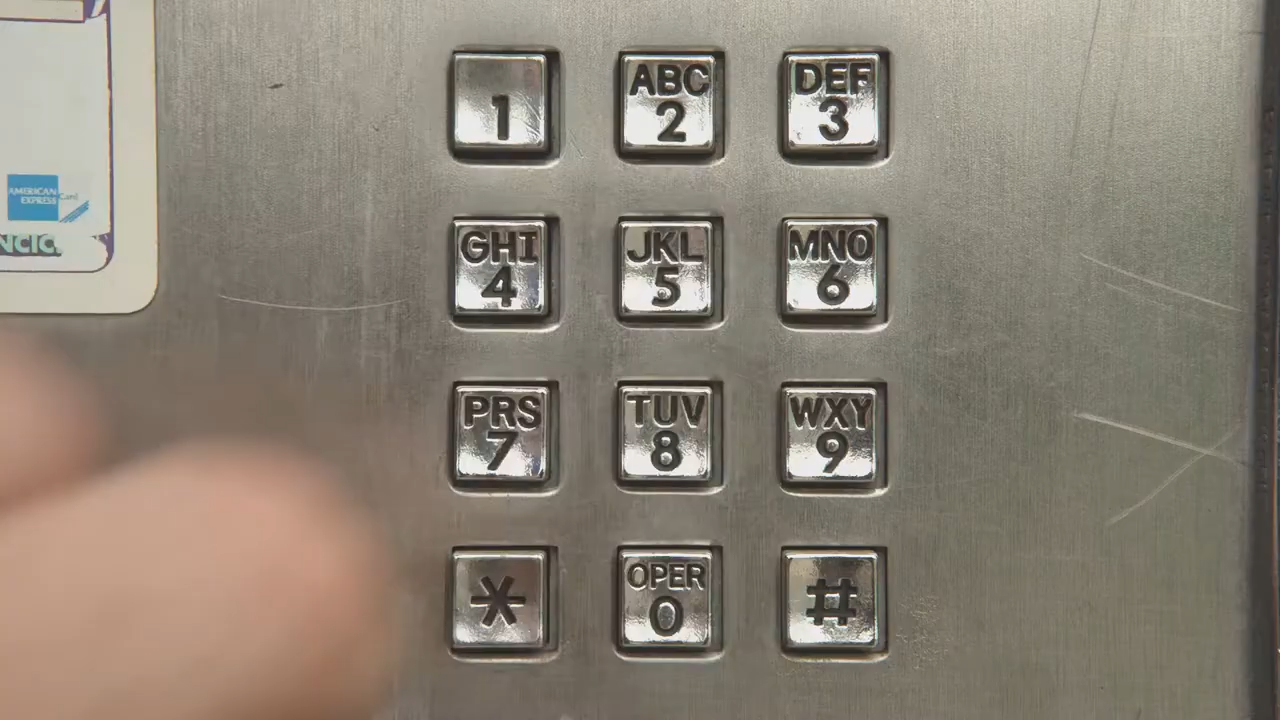 1
ABC
2
DEF
3
AMERICAN
EXPRESS
Card
GHI
4
JKL
5
MNO
6
PRS
7
TUV
8
WXY
9
*
OPER
0
#